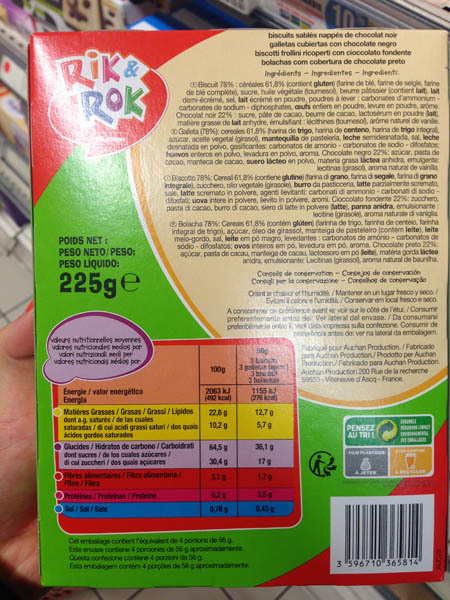 RiK &
ROK
Auchan
biscuits sablés nappés de chocolat noir
galletas cubiertas con chocolate negro
biscotti frollini ricoperti con cioccolato fondente
bolachas com cobertura de chocolate preto
Ingrédients - Ingredientes - Ingredienti:
Biscuit 78% : céréales 61,8% (contient gluten) (farine de blé, farine de seigle, farine
de blé complète), sucre, huile végétale (tournesol), beurre pâtissier (contient lait), lait
demi-écrémé, sel, lait écrémé en poudre, poudres à lever : carbonates d'ammonium -
carbonates de sodium - diphosphates, œufs entiers en poudre, levure en poudre, arôme.
Chocolat noir 22% : sucre, pâte de cacao, beurre de cacao, lactosérum en poudre (lait),
matière grasse de lait anhydre, émulsifiant : lécithines (tournesol), arôme naturel de vanille.
Galleta (78%): cereales 61,8% (harina de trigo, harina de centeno, harina de trigo integral),
azúcar, aceite vegetal (girasol), mantequilla de pastelería, leche semidesnatada, sal, leche
desnatada en polvo, gasificantes: carbonatos de amonio - carbonatos de sodio - difosfatos;
huevos enteros en polvo, levadura en polvo, aroma. Chocolate negro 22%: azúcar, pasta de
cacao, manteca de cacao, suero lácteo en polvo, materia grasa láctea anhidra, emulgente:
lecitinas (girasol), aroma natural de vainilla.
Biscotto 78%: Cereali 61,8% (contiene glutine) (farina di grano, farina di segale, farina di grano
integrale), zucchero, olio vegetale (girasole), burro da pasticceria, latte parzialmente scremato,
sale, latte scremato in polvere, agenti lievitanti: carbonati di ammonio - carbonati di sodio -
difosfati; uova intere in polvere, lievito in polvere, aromi. Cioccolato fondente 22%: zucchero,
pasta di cacao, burro di cacao, siero di latte in polvere (latte), panna anidra, emulsionante:
lecitine (girasole), aroma naturale di vaniglia.
Bolacha 78%: Cereais 61,8% (contém glúten) (farinha de trigo, farinha de centeio, farinha
de trigo integral), açúcar, óleo de girassol, manteiga de pasteleiro (contém leite), leite
meio-gordo, sal, leite em pó magro, levedantes : carbonatos de amónio - carbonatos de
sódio - difosfatos; ovos inteiros em pó, levedura em pó, aroma. Chocolate preto 22%:
açúcar, pasta de cacau, manteiga de cacau, lactossoro em pó (leite), matéria gorda láctea
anidra, emulsionante: Lecitinas (girassol), aroma natural de baunilha.
Conseils de conservation - Consejos de conservación
Consigli per la conservazione - Conselhos de conservação
Craint la chaleur et l'humidité / Mantener en un lugar fresco y seco. /
Evitare il calore e l'umidità. / Conservar em local fresco e seco.
A consommer de préférence avant le: voir sur le côté de l'étui. / Consumir
preferentemente antes del: Ver lateral del envase. / Da consumarsi
preferibilmente entro il: vedi data impressa sulla confezione. Consumir de
preferência antes de: ver na lateral da embalagem.
POIDS NET :
PESO NETO/PESO:
PESO LÍQUIDO:
225g e
valeurs nutritionnelles moyennes
valores nutricionales medios por
valori nutrizionali medi per
valores nutricionais médios por
100g
56g
3 biscuits
3 galletas (aprox.)
3 biscotti
3 bolachas
Energie / valor energético
Energia
2063 kJ
(492 kcal)
1155 kJ
(276 kcal)
Matières Grasses / Grasas / Grassi / Lípidos
22,6 g
12,7 g
dont a.g. saturés / de las cuales
saturadas / di cui acidi grassi saturi / dos quais
ácidos gordos saturados
10,2 g
5,7 g
Glucides / Hidratos de carbono / Carboidrati
64,5 g
36,1 g
dont sucres / de los cuales azúcares /
di cui zuccheri / dos quais açúcares
30,4 g
17 g
Fibres alimentaires / Fibra alimentaria /
Fibre / Fibra
3,1 g
1,7 g
Protéines / Proteínas / Proteine
6,2 g
3,5 g
Sel / Sal / Sale
0,78 g
0,43 g
Cet emballage contient l'équivalent de 4 portions de 56 g.
Este envase contiene 4 porciones de 56 g aproximadamente.
Questa confezione contiene 4 porzioni da 56 g.
Esta embalagem contém 4 porções de 56 g aproximadamente.
Fabriqué pour Auchan Production. / Fabricado
para Auchan Production / Prodotto per Auchan
Production / Fabricado para Auchan Production.
Auchan Production 200 Rue de la recherche
59650 - Villeneuve d'Ascq - France.
PENSEZ
AU TRI !
FILM PLASTIQUE
À JETER
ÉTUI CARTON
À RECYCLER
3 596710 365814